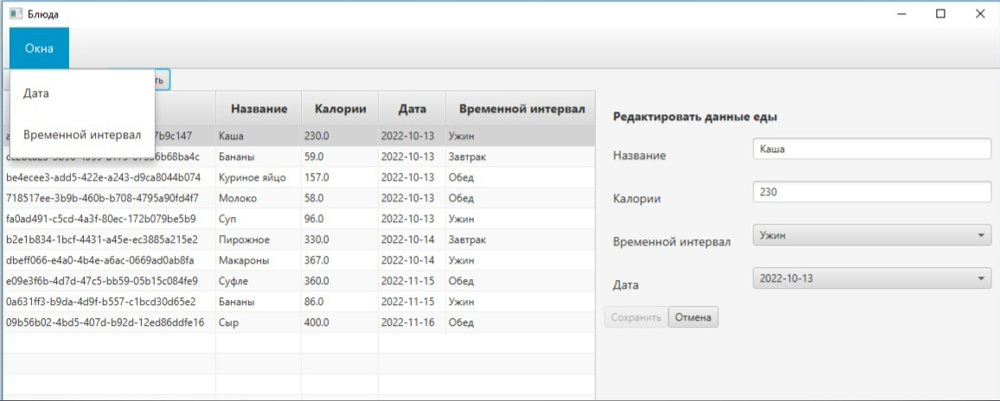 Блюда
Окна
Дата
Временной интервал
ть
Название Калории Дата Временной интервал
7b9c147 Каша 230.0 2022-10-13 Ужин
Бананы 59.0 2022-10-13 Завтрак
be4ecee3-add5-422e-a243-d9ca8044b074 Куриное яйцо 157.0 2022-10-13 Обед
718517ee-3b9b-460b-b708-4795a90fd4f7 Молоко 58.0 2022-10-13 Обед
fa0ad491-c5cd-4a3f-80ec-172b079be5b9 Суп 96.0 2022-10-13 Ужин
b2e1b834-1bcf-4431-a45e-ec3885a215e2 Пирожное 330.0 2022-10-14 Завтрак
dbeff066-e4a0-4b4e-a6ac-0669ad0ab8fa Макароны 367.0 2022-10-14 Ужин
e09e3f6b-4d7d-47c5-bb59-05b15c084fe9 Суфле 360.0 2022-11-15 Обед
0a631ff3-b9da-4d9f-b557-c1bcd30d65e2 Бананы 86.0 2022-11-15 Ужин
09b56b02-4bd5-407d-b92d-12ed86ddfe16 Сыр 400.0 2022-11-16 Обед
Редактировать данные еды
Название Каша
Калории 230
Временной интервал Ужин
Дата 2022-10-13
Сохранить Отмена